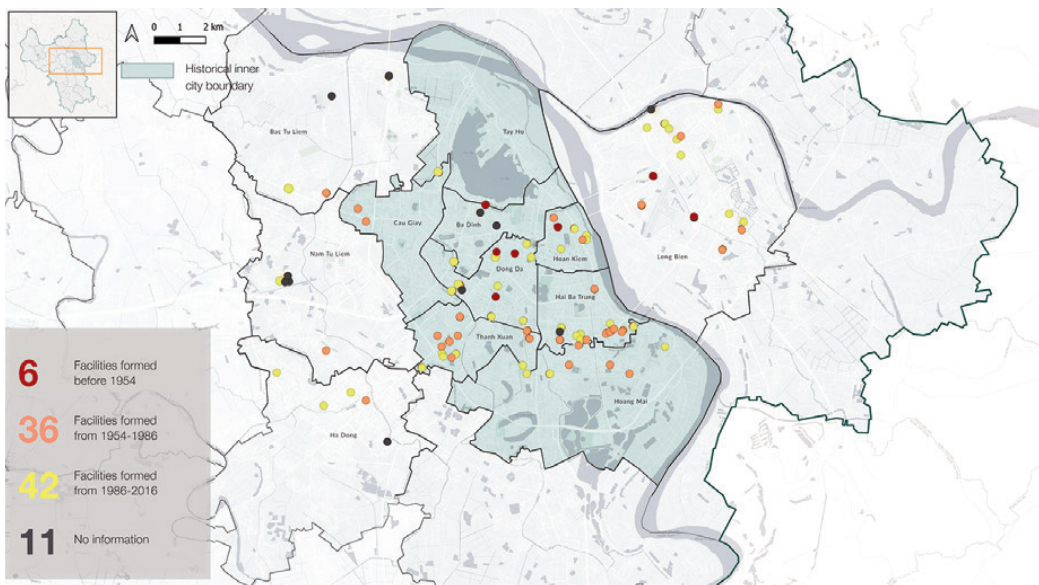 0 1 2 km
Historical inner
city boundary
Bac Tu Liem
Tay Ho
Cau Giay
Ba Dinh
Nam Tu Liem
Dong Da
Hoan Kiem
Long Bien
Hai Ba Trung
Thanh Xuan
Hoang Mai
Ha Dong
6 Facilities formed
before 1954
36 Facilities formed
from 1954-1986
42 Facilities formed
from 1986-2016
11 No information